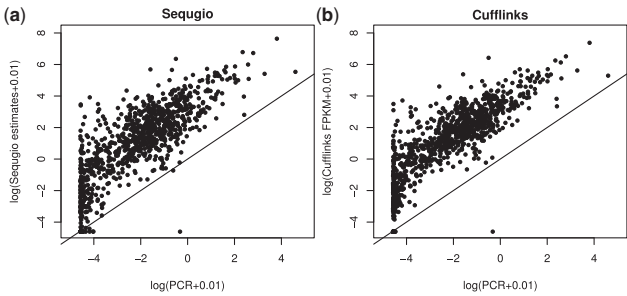 (a) Sequgio
8
6
4
2
0
−2
−4
log(Sequgio estimates+0.01)
−4 −2 0 2 4
log(PCR+0.01)
(b) Cufflinks
8
6
4
2
0
−2
−4
log(Cufflinks FPKM+0.01)
−4 −2 0 2 4
log(PCR+0.01)